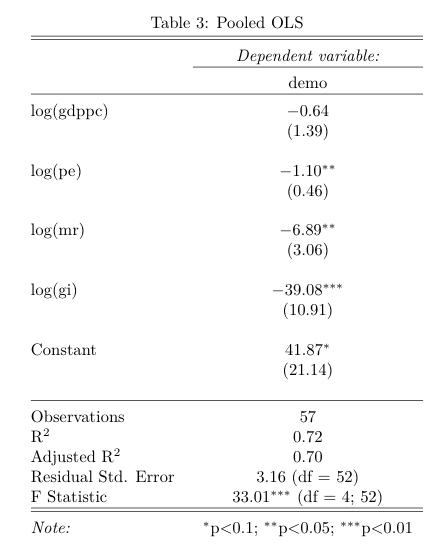 Table 3: Pooled OLS
Dependent variable:
demo
log(gdppc) −0.64
(1.39)
log(pe) −1.10**
(0.46)
log(mr) −6.89**
(3.06)
log(gi) −39.08***
(10.91)
Constant 41.87*
(21.14)
Observations 57
R² 0.72
Adjusted R² 0.70
Residual Std. Error 3.16 (df = 52)
F Statistic 33.01*** (df = 4; 52)
Note: *p<0.1; **p<0.05; ***p<0.01